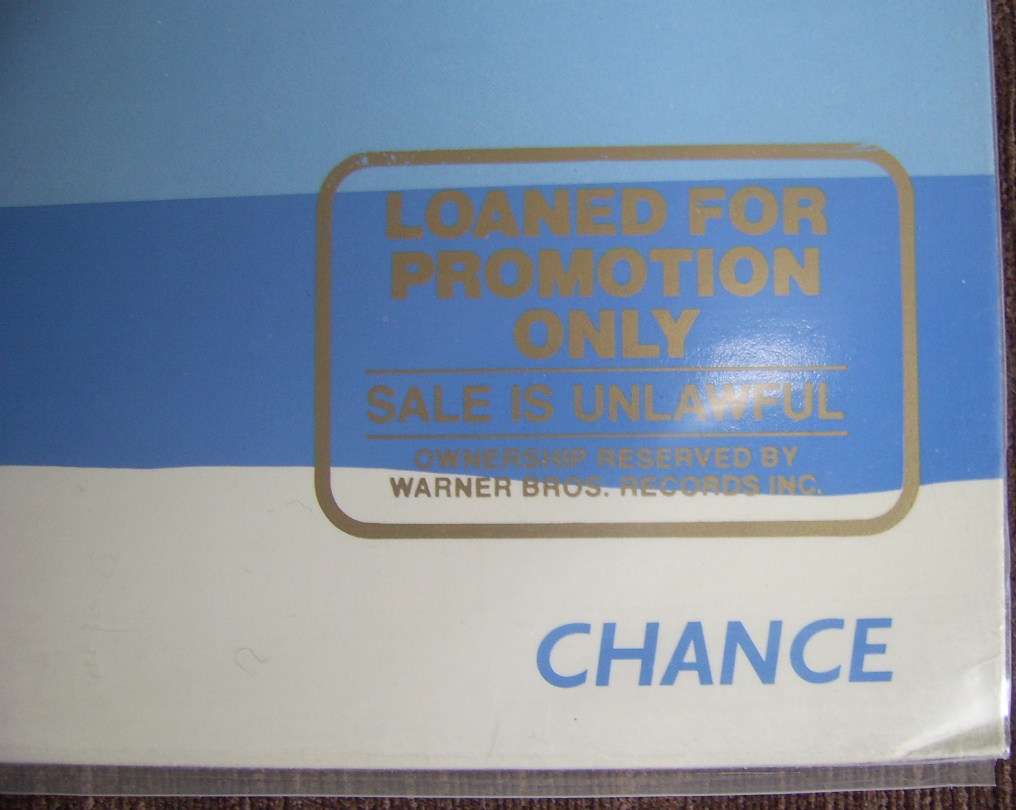 LOANED FOR
PROMOTION
ONLY
SALE IS UNLAWFUL
OWNERSHIP RESERVED BY
WARNER BROS. RECORDS INC.
CHANCE